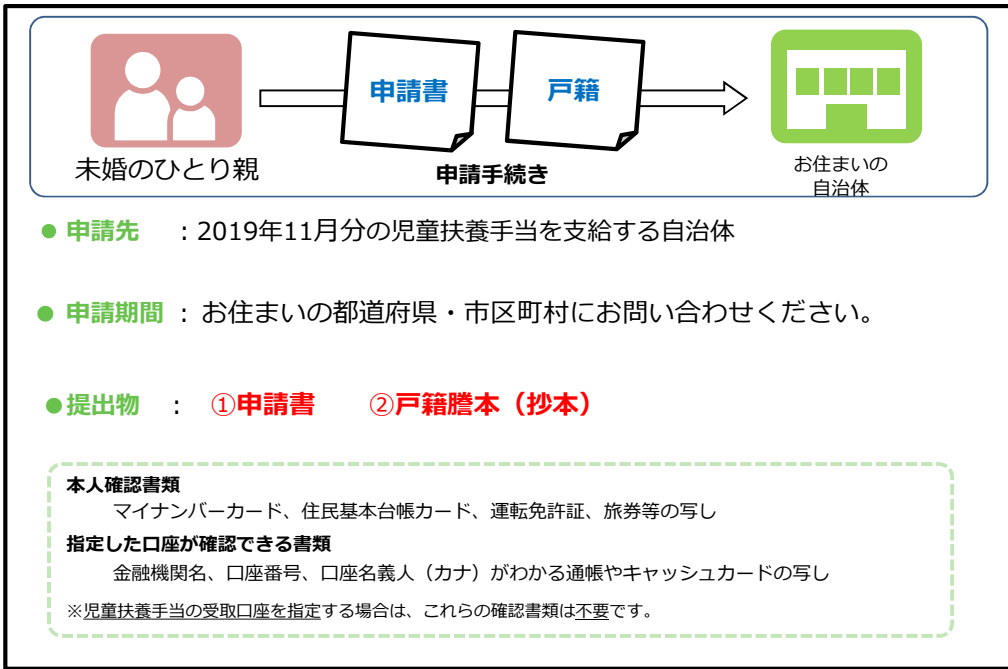 申請書
戸籍
未婚のひとり親
申請手続き
お住まいの
自治体
● 申請先 ：2019年11月分の児童扶養手当を支給する自治体
● 申請期間 ： お住まいの都道府県・市区町村にお問い合わせください。
●提出物 ： ①申請書 ②戸籍謄本（抄本）
本人確認書類
マイナンバーカード、住民基本台帳カード、運転免許証、旅券等の写し
指定した口座が確認できる書類
金融機関名、口座番号、口座名義人（カナ）がわかる通帳やキャッシュカードの写し
※児童扶養手当の受取口座を指定する場合は、これらの確認書類は不要です。